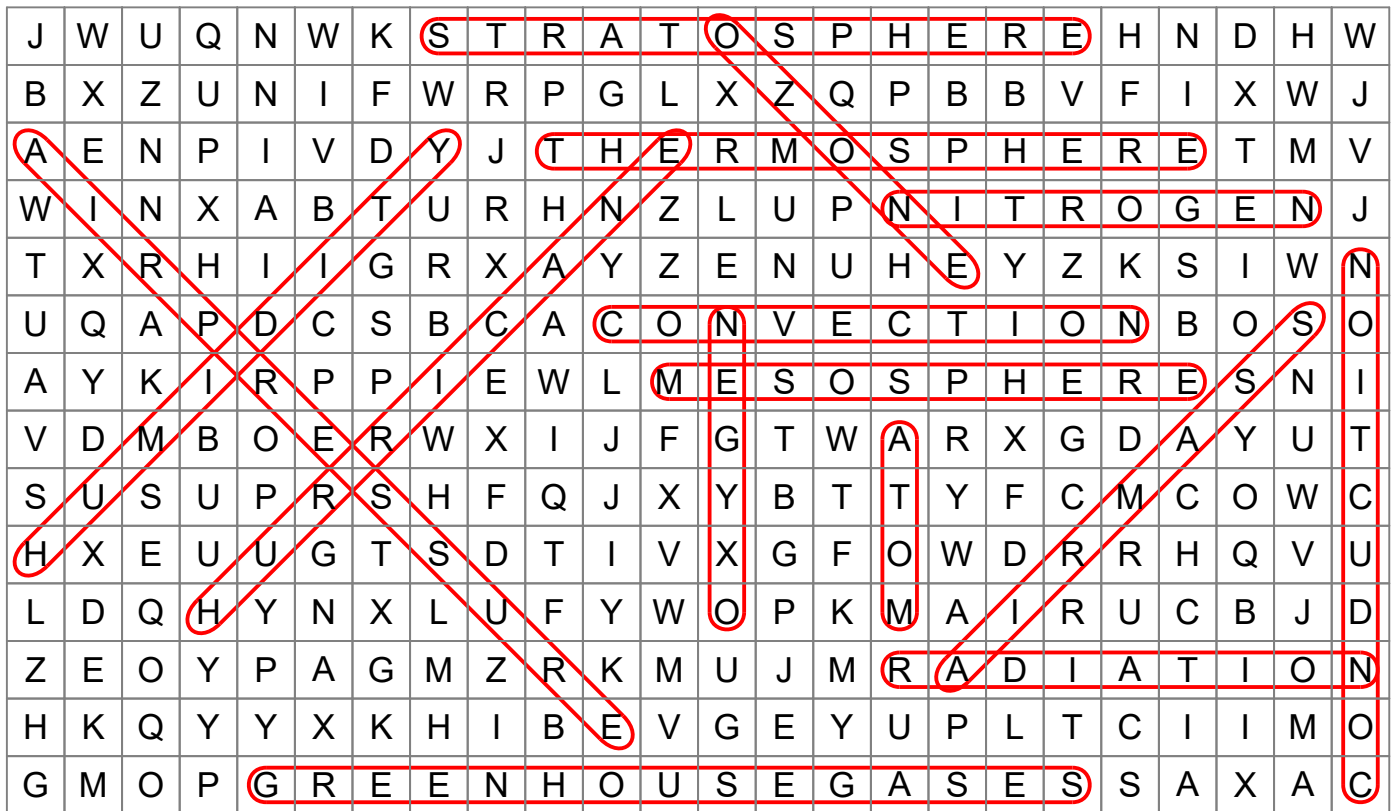 J W U Q N W K S T R A T O S P H E R E H N D H W
B X Z U N I F W R P G L X Z Q P B B V F I X W J
A E N P I V D Y J T H E R M O S P H E R E T M V
W I N X A B T U R H N Z L U P N I T R O G E N J
T X R H I I G R X A Y Z E N U H E Y Z K S I W N
U Q A P D C S B C A C O N V E C T I O N B O S O
A Y K I R P P I E W L M E S O S P H E R E S N I
V D M B O E R W X I J F G T W A R X G D A Y U T
S U S U P R S H F Q J X Y B T T Y F C M C O W C
H X E U U G T S D T I V X G F O W D R R H Q V U
L D Q H Y N X L U F Y W O P K M A I R U C B J D
Z E O Y P A G M Z R K M U J M R A D I A T I O N
H K Q Y Y X K H I B E V G E Y U P L T C I I M O
G M O P G R E E N H O U S E G A S E S S A X A C